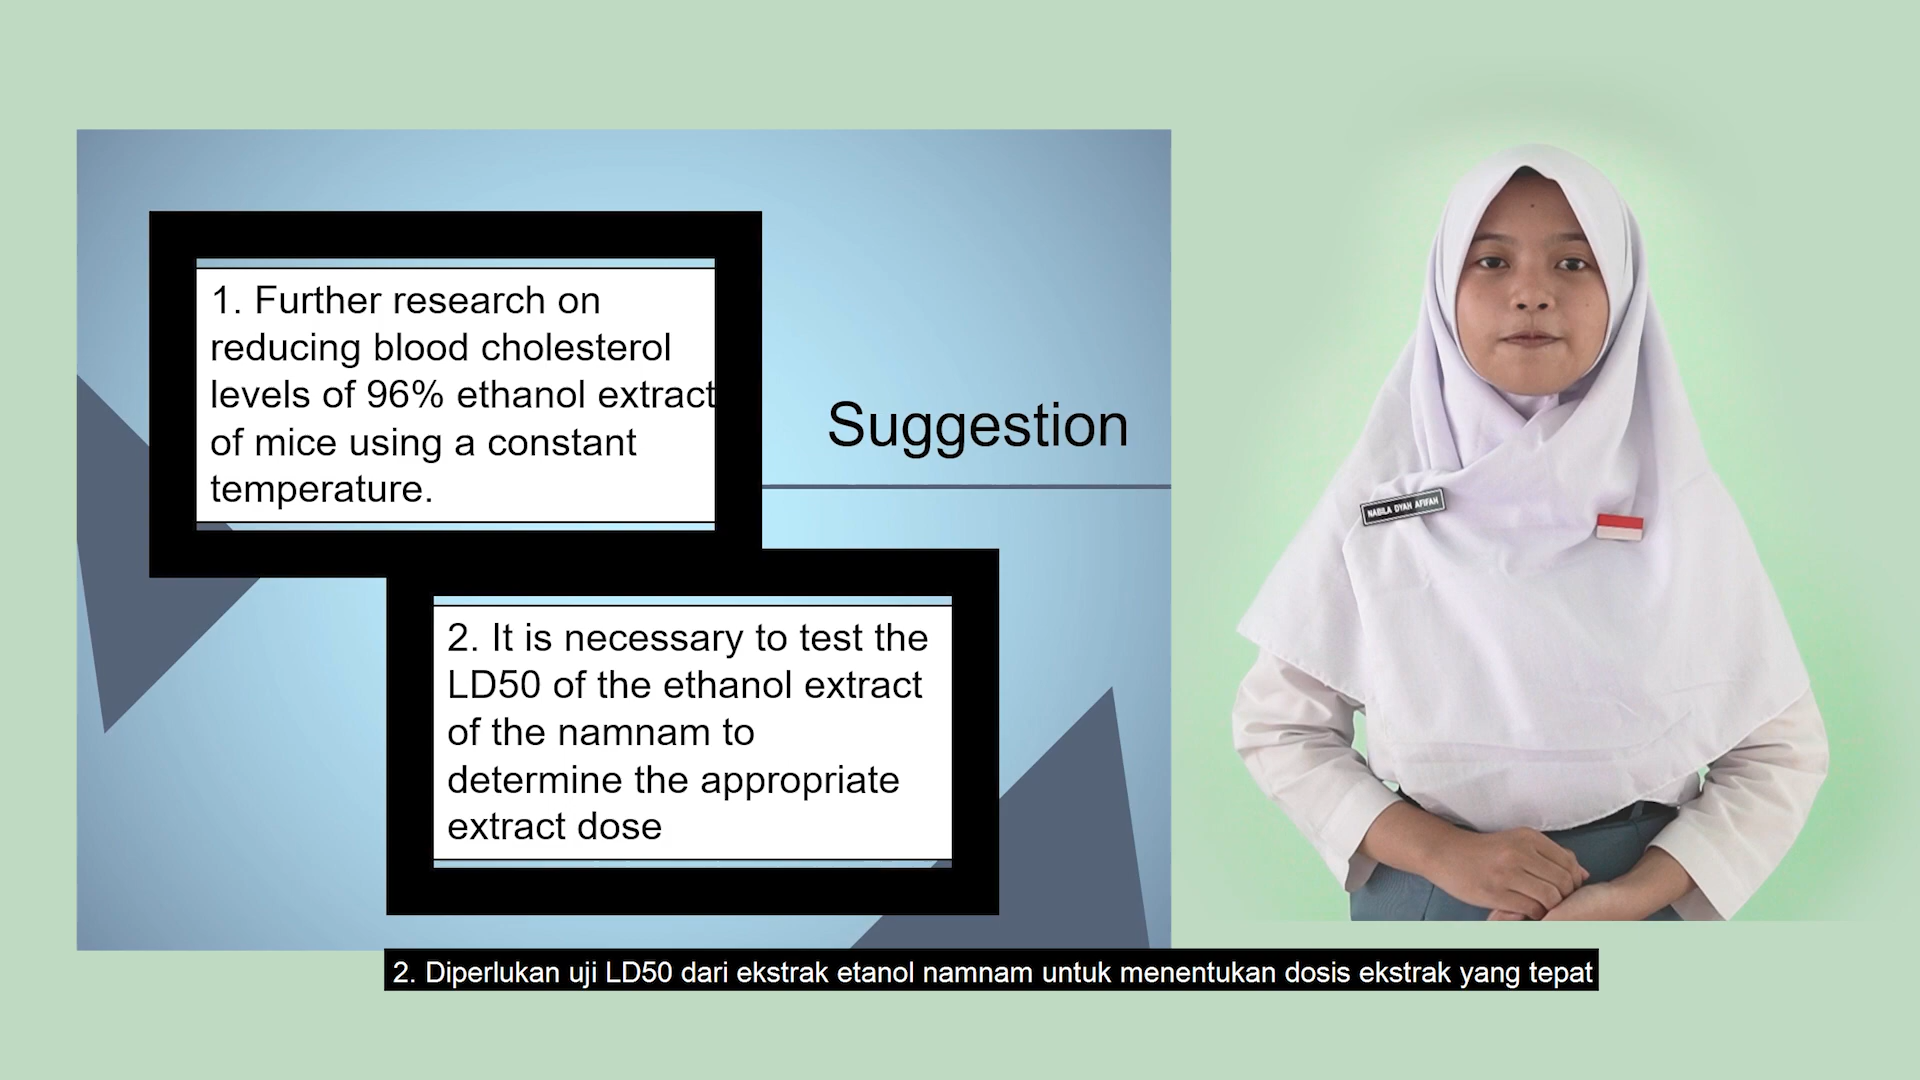 1. Further research on
reducing blood cholesterol
levels of 96% ethanol extract
of mice using a constant
temperature.
Suggestion
2. It is necessary to test the
LD50 of the ethanol extract
of the namnam to
determine the appropriate
extract dose
NABILA DYAH AFIFAH
2. Diperlukan uji LD50 dari ekstrak etanol namnam untuk menentukan dosis ekstrak yang tepat